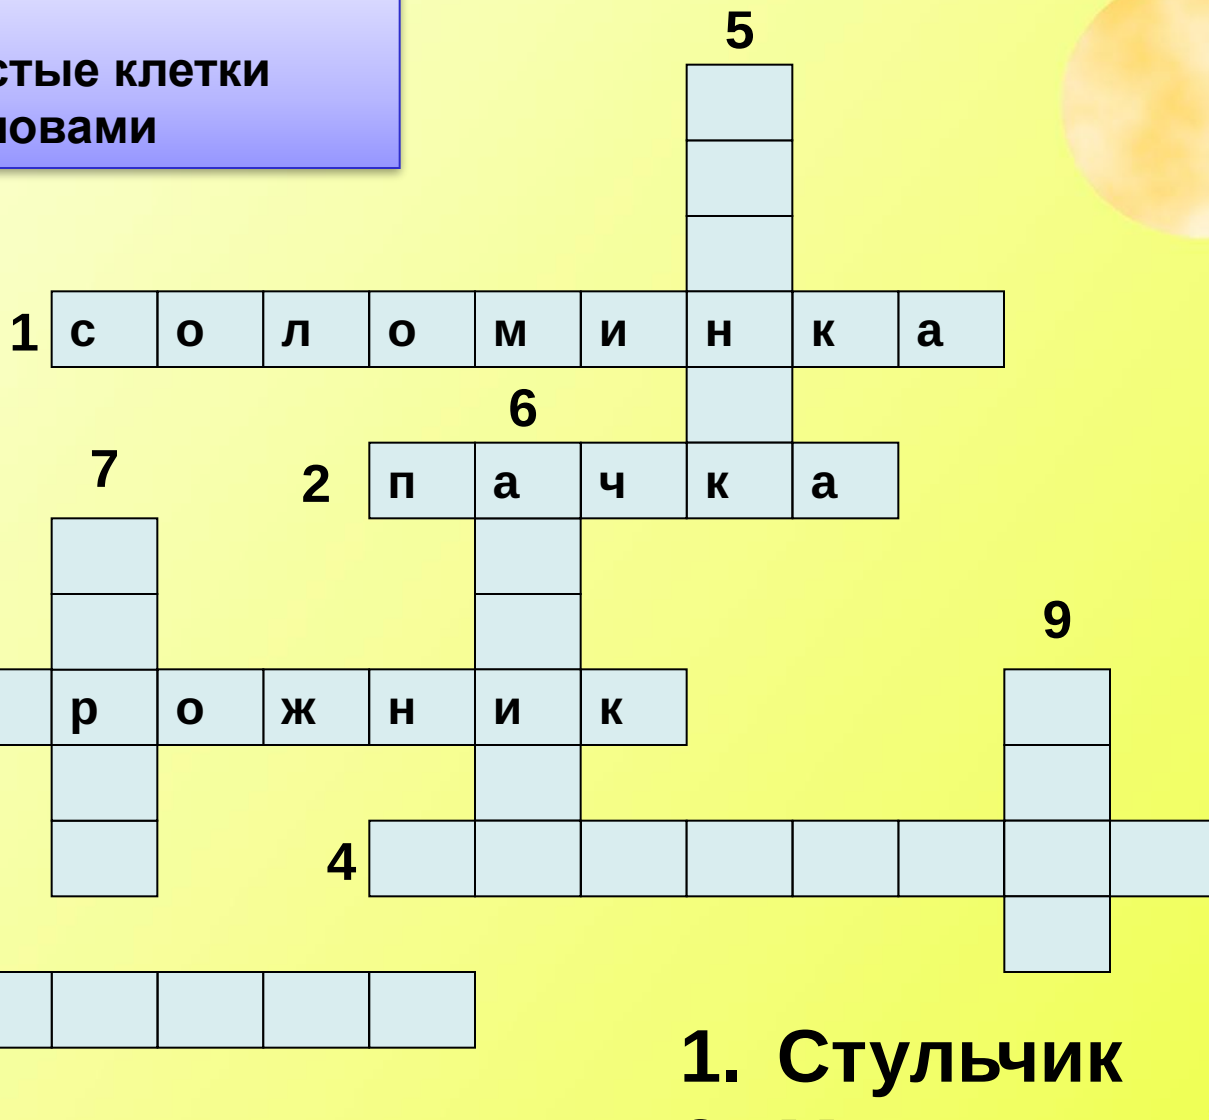 стые клетки
ловами
5
1 с о л о м и н к а
6
7
2 п а ч к а
9
р о ж н и к
4
1. Стульчик